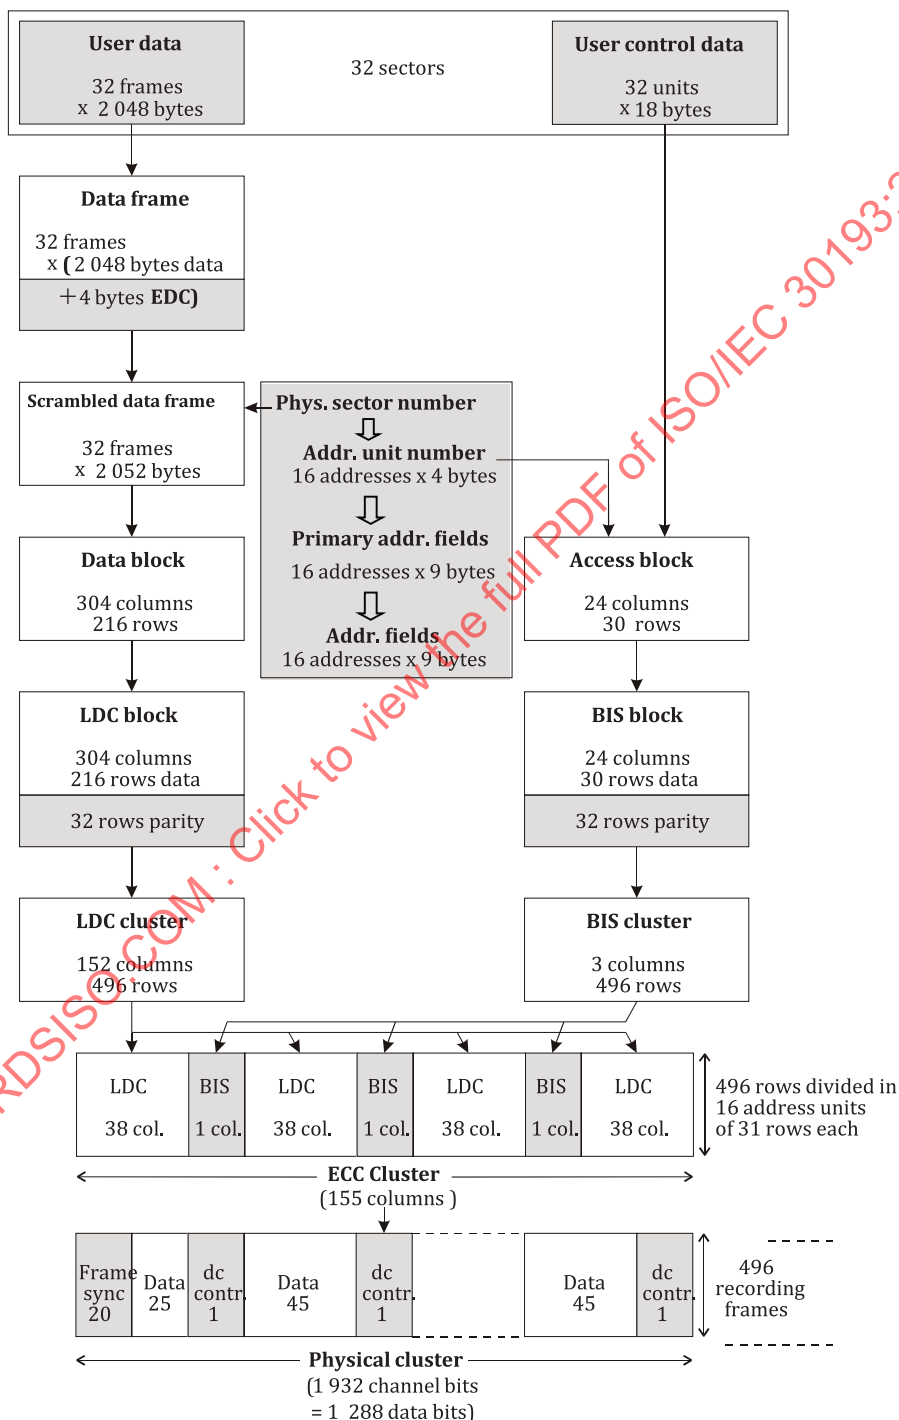 User data
32 frames
x 2 048 bytes
32 sectors
User control data
32 units
x 18 bytes
Data frame
32 frames
x (2 048 bytes data
+4 bytes EDC)
Scrambled data frame
32 frames
x 2 052 bytes
Phys. sector number
Addr. unit number
16 addresses x 4 bytes
Primary addr. fields
16 addresses x 9 bytes
Addr. fields
16 addresses x 9 bytes
Data block
304 columns
216 rows
Access block
24 columns
30 rows
LDC block
304 columns
216 rows data
32 rows parity
BIS block
24 columns
30 rows data
32 rows parity
LDC cluster
152 columns
496 rows
BIS cluster
3 columns
496 rows
LDC
38 col.
BIS
1 col.
LDC
38 col.
BIS
1 col.
LDC
38 col.
BIS
1 col.
LDC
38 col.
496 rows divided in
16 address units
of 31 rows each
ECC Cluster
(155 columns )
Frame
sync
20
Data
25
dc
contr.
1
Data
45
dc
contr.
1
Data
45
dc
contr.
1
496
recording
frames
Physical cluster
(1 932 channel bits
= 1 288 data bits)
RDSISO.COM : Click to view the full PDF of ISO/IEC 30193: